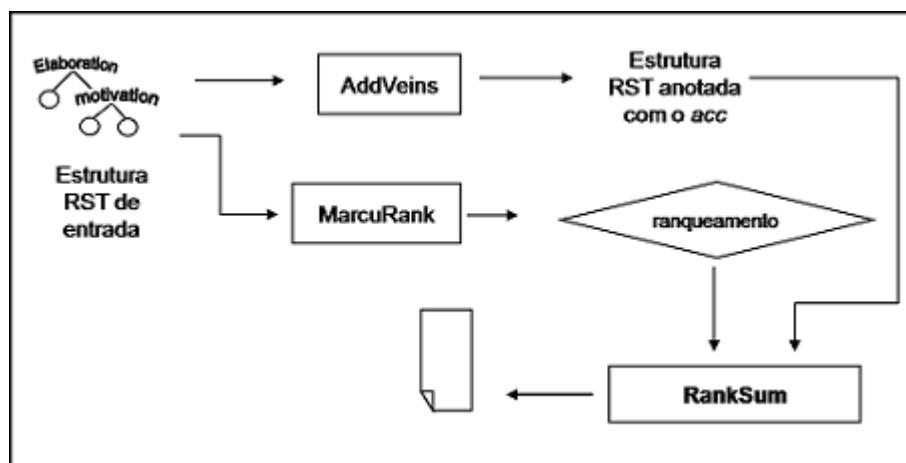 Elaboration
motivation
Estrutura
RST de
entrada
AddVeins
Estrutura
RST anotada
com o acc
MarcuRank
ranqueamento
RankSum